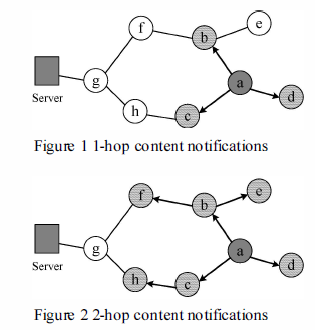 f
e
b
g
a
Server
d
h
c
Figure 1 1-hop content notifications
f
e
b
g
a
Server
d
h
c
Figure 2 2-hop content notifications